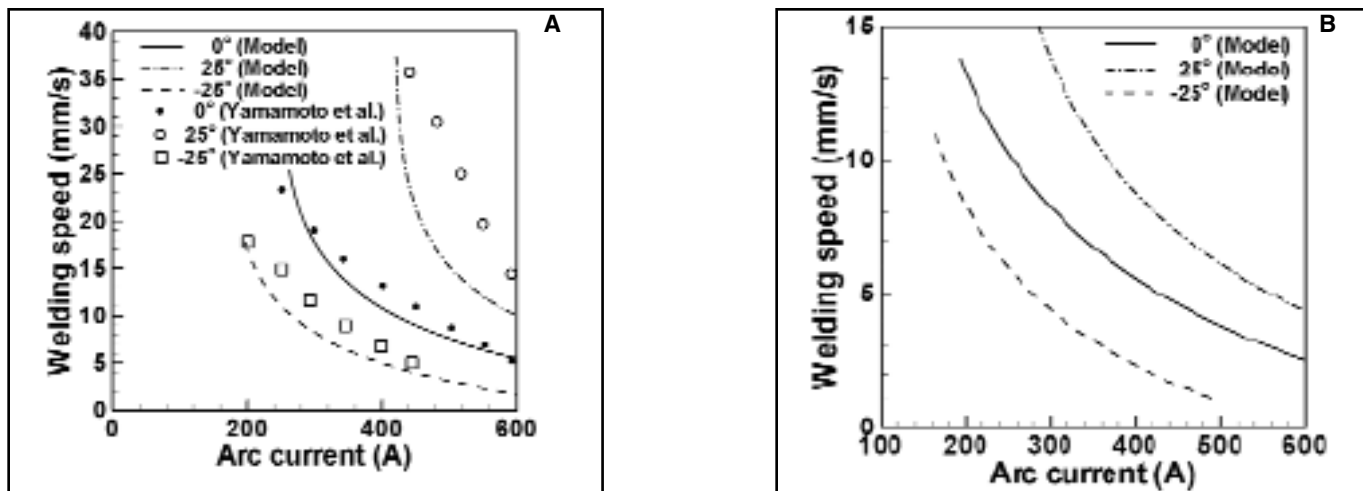 A
40
35
30
25
20
15
10
5
0
0° (Model)
25° (Model)
-25° (Model)
0° (Yamamoto et al.)
25° (Yamamoto et al.)
-25° (Yamamoto et al.)
Welding speed (mm/s)
0 200 400 600
Arc current (A)
B
15
10
5
0
0° (Model)
25° (Model)
-25° (Model)
Welding speed (mm/s)
100 200 300 400 500 600
Arc current (A)